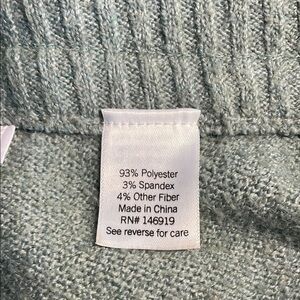 93% Polyester
3% Spandex
4% Other Fiber
Made in China
RN# 146919
See reverse for care